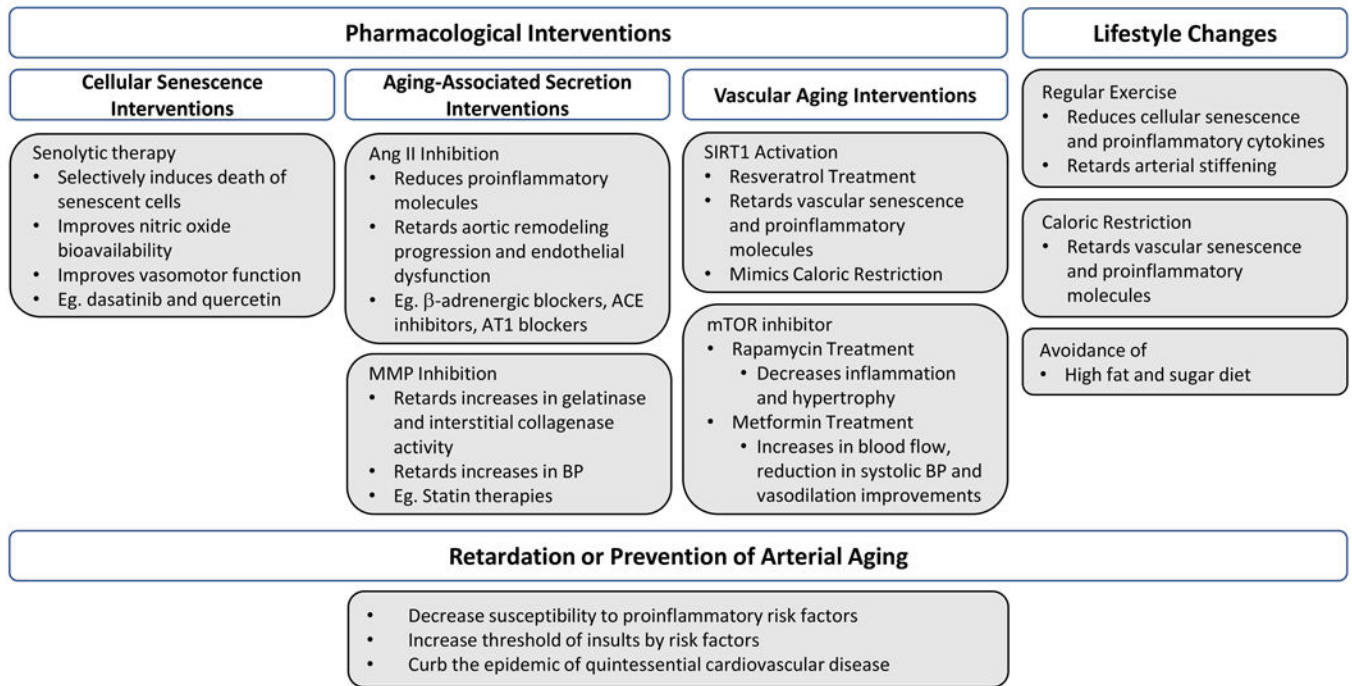 Pharmacological Interventions
Lifestyle Changes
Cellular Senescence
Interventions
Aging-Associated Secretion
Interventions
Vascular Aging Interventions
Senolytic therapy
• Selectively induces death of
senescent cells
• Improves nitric oxide
bioavailability
• Improves vasomotor function
• Eg. dasatinib and quercetin
Ang II Inhibition
• Reduces proinflammatory
molecules
• Retards aortic remodeling
progression and endothelial
dysfunction
• Eg. β-adrenergic blockers, ACE
inhibitors, AT1 blockers
MMP Inhibition
• Retards increases in gelatinase
and interstitial collagenase
activity
• Retards increases in BP
• Eg. Statin therapies
SIRT1 Activation
• Resveratrol Treatment
• Retards vascular senescence
and proinflammatory
molecules
• Mimics Caloric Restriction
mTOR inhibitor
• Rapamycin Treatment
• Decreases inflammation
and hypertrophy
• Metformin Treatment
• Increases in blood flow,
reduction in systolic BP and
vasodilation improvements
Regular Exercise
• Reduces cellular senescence
and proinflammatory cytokines
• Retards arterial stiffening
Caloric Restriction
• Retards vascular senescence
and proinflammatory
molecules
Avoidance of
• High fat and sugar diet
Retardation or Prevention of Arterial Aging
• Decrease susceptibility to proinflammatory risk factors
• Increase threshold of insults by risk factors
• Curb the epidemic of quintessential cardiovascular disease